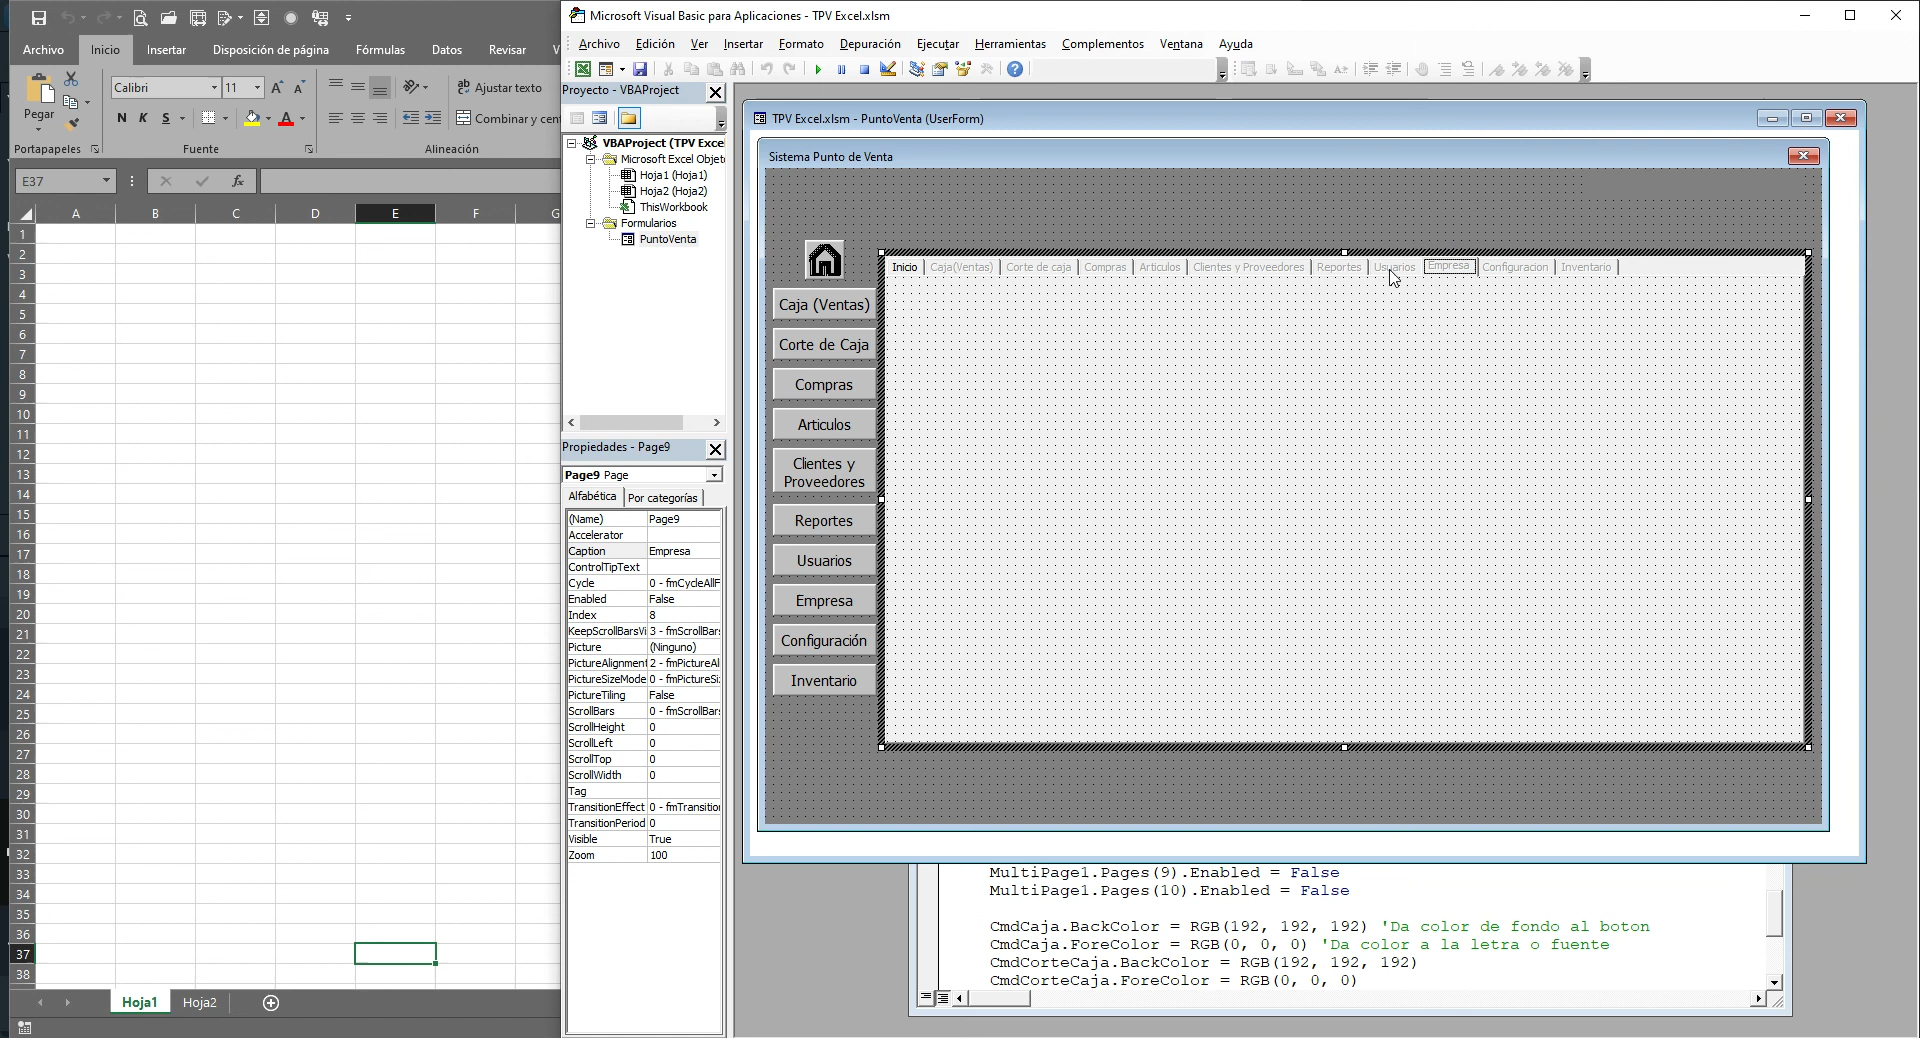 Microsoft Visual Basic para Aplicaciones - TPV Excel.xlsm
Archivo Inicio Insertar Disposición de página Fórmulas Datos Revisar V
Archivo Edición Ver Insertar Formato Depuración Ejecutar Herramientas Complementos Ventana Ayuda
Pegar
Calibri 11
N K S
Ajustar texto
Combinar y cen
Portapapeles Fuente Alineación
E37
fx
A B C D E F G
1
2
3
4
5
6
7
8
9
10
11
12
13
14
15
16
17
18
19
20
21
22
23
24
25
26
27
28
29
30
31
32
33
34
35
36
37
38
Hoja1 Hoja2
Proyecto - VBAProject
VBAProject (TPV Exce
Microsoft Excel Objet
Hoja1 (Hoja1)
Hoja2 (Hoja2)
ThisWorkbook
Formularios
PuntoVenta
Propiedades - Page9
Page9 Page
Alfabética Por categorías
(Name) Page9
Accelerator
Caption Empresa
ControlTipText
Cycle 0 - fmCycleAllF
Enabled False
Index 8
KeepScrollBarsVi 3 - fmScrollBar
Picture (Ninguno)
PictureAlignment 2 - fmPictureAl
PictureSizeMode 0 - fmPictureSi
PictureTiling False
ScrollBars 0 - fmScrollBar
ScrollHeight 0
ScrollLeft 0
ScrollTop 0
ScrollWidth 0
Tag
TransitionEffect 0 - fmTransitio
TransitionPeriod 0
Visible True
Zoom 100
TPV Excel.xlsm - PuntoVenta (UserForm)
Sistema Punto de Venta
Inicio Caja(Ventas) Corte de caja Compras Articulos Clientes y Proveedores Reportes Usuarios Empresa Configuracion Inventario
Caja (Ventas)
Corte de Caja
Compras
Articulos
Clientes y
Proveedores
Reportes
Usuarios
Empresa
Configuración
Inventario
MultiPage1.Pages(9).Enabled = False
MultiPage1.Pages(10).Enabled = False
CmdCaja.BackColor = RGB(192, 192, 192) 'Da color de fondo al boton
CmdCaja.ForeColor = RGB(0, 0, 0) 'Da color a la letra o fuente
CmdCorteCaja.BackColor = RGB(192, 192, 192)
CmdCorteCaja.ForeColor = RGB(0, 0, 0)